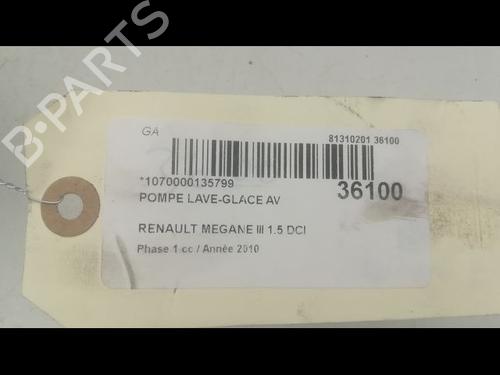 B-PARTS
GA
81310201 36100
*1070000135799
36100
POMPE LAVE-GLACE AV
RENAULT MEGANE III 1.5 DCI
Phase 1 cc / Année 2010